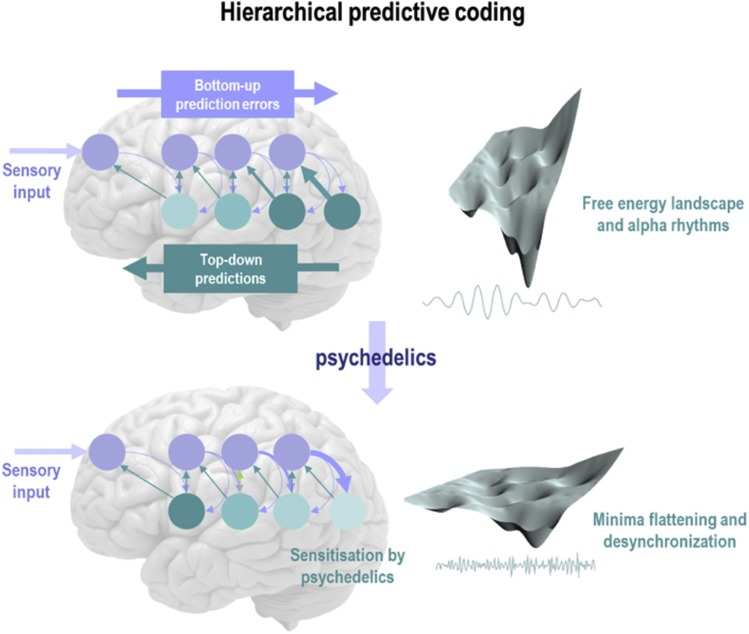 Hierarchical predictive coding
Bottom-up
prediction errors
Sensory
input
Free energy landscape
and alpha rhythms
Top-down
predictions
psychedelics
Sensory
input
Minima flattening and
desynchronization
Sensitisation by
psychedelics